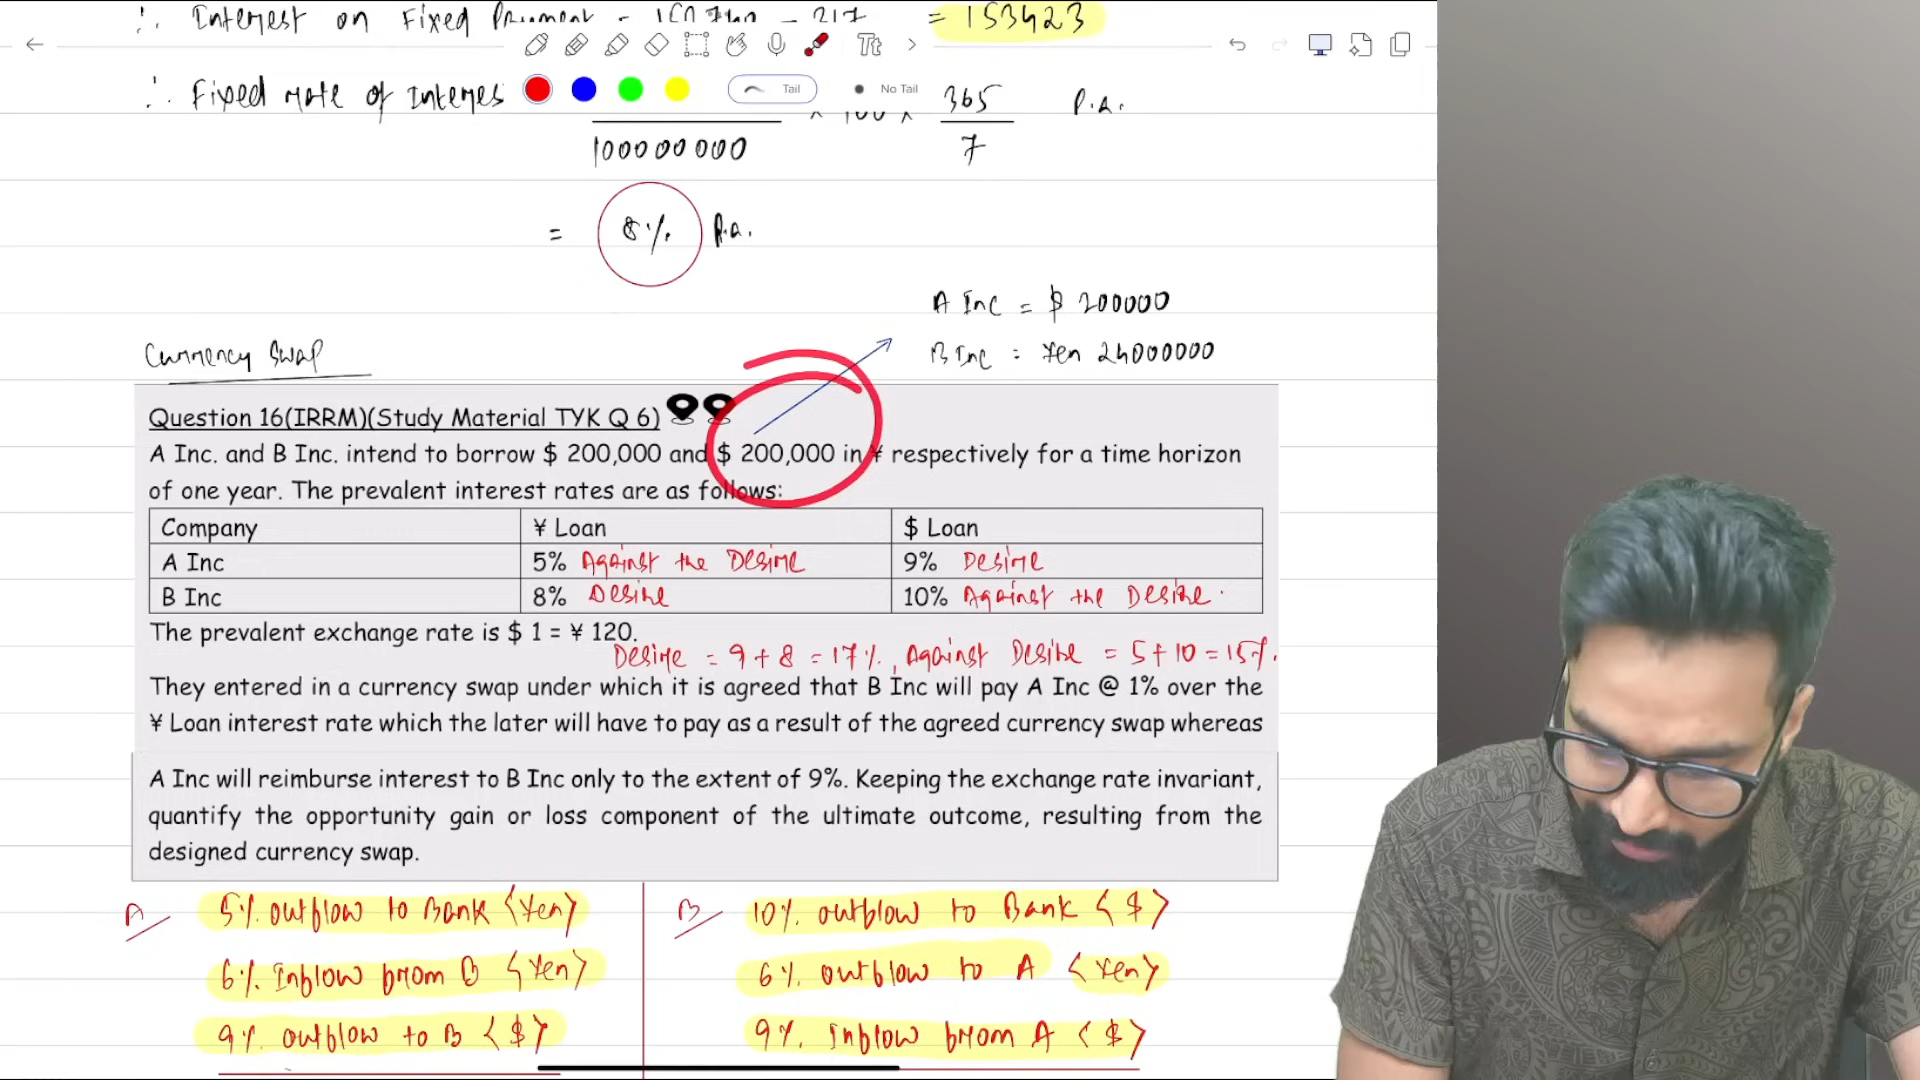 ∴ Interest on Fixed Payment = 153423
Tail
No Tail
∴ Fixed rate of Interes 365 P.a.
100000000 7
= 8% P.a.
A Inc = $ 200000
B Inc = Yen 24000000
Currency Swap
Question 16(IRRM)(Study Material TYK Q 6)
A Inc. and B Inc. intend to borrow $ 200,000 and $ 200,000 in ¥ respectively for a time horizon
of one year. The prevalent interest rates are as follows:
Company ¥ Loan $ Loan
A Inc 5% Against the Desire 9% Desire
B Inc 8% Desire 10% Against the Desire.
The prevalent exchange rate is $ 1 = ¥ 120.
Desire = 9 + 8 = 17%, Against Desire = 5 + 10 = 15%.
They entered in a currency swap under which it is agreed that B Inc will pay A Inc @ 1% over the
¥ Loan interest rate which the later will have to pay as a result of the agreed currency swap whereas
A Inc will reimburse interest to B Inc only to the extent of 9%. Keeping the exchange rate invariant,
quantify the opportunity gain or loss component of the ultimate outcome, resulting from the
designed currency swap.
A 5% outflow to Bank <Yen> B 10% outflow to Bank <$>
6% Inflow from B <Yen> 6% outflow to A <Yen>
9% outflow to B <$> 9% Inflow from A <$>